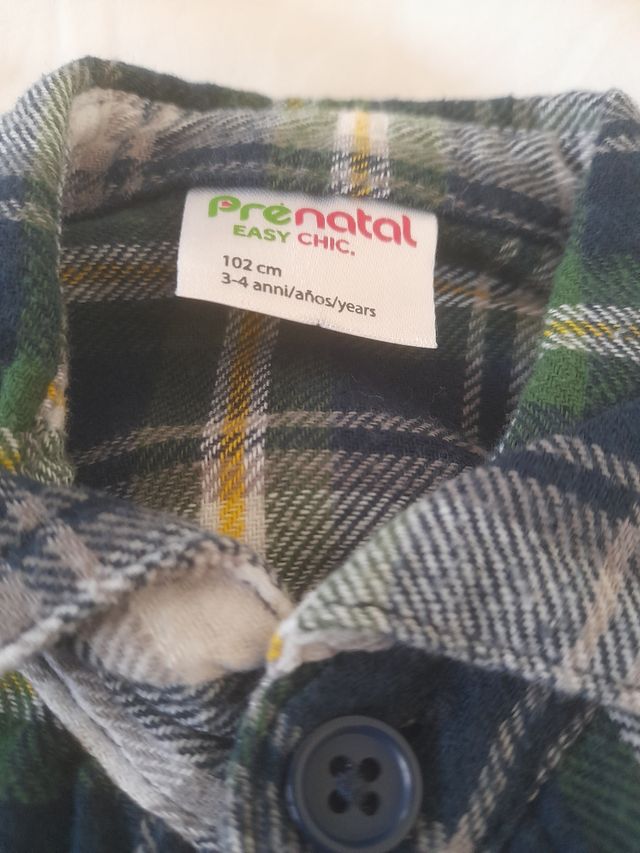 prénatal
EASY CHIC.
102 cm
3-4 anni/años/years